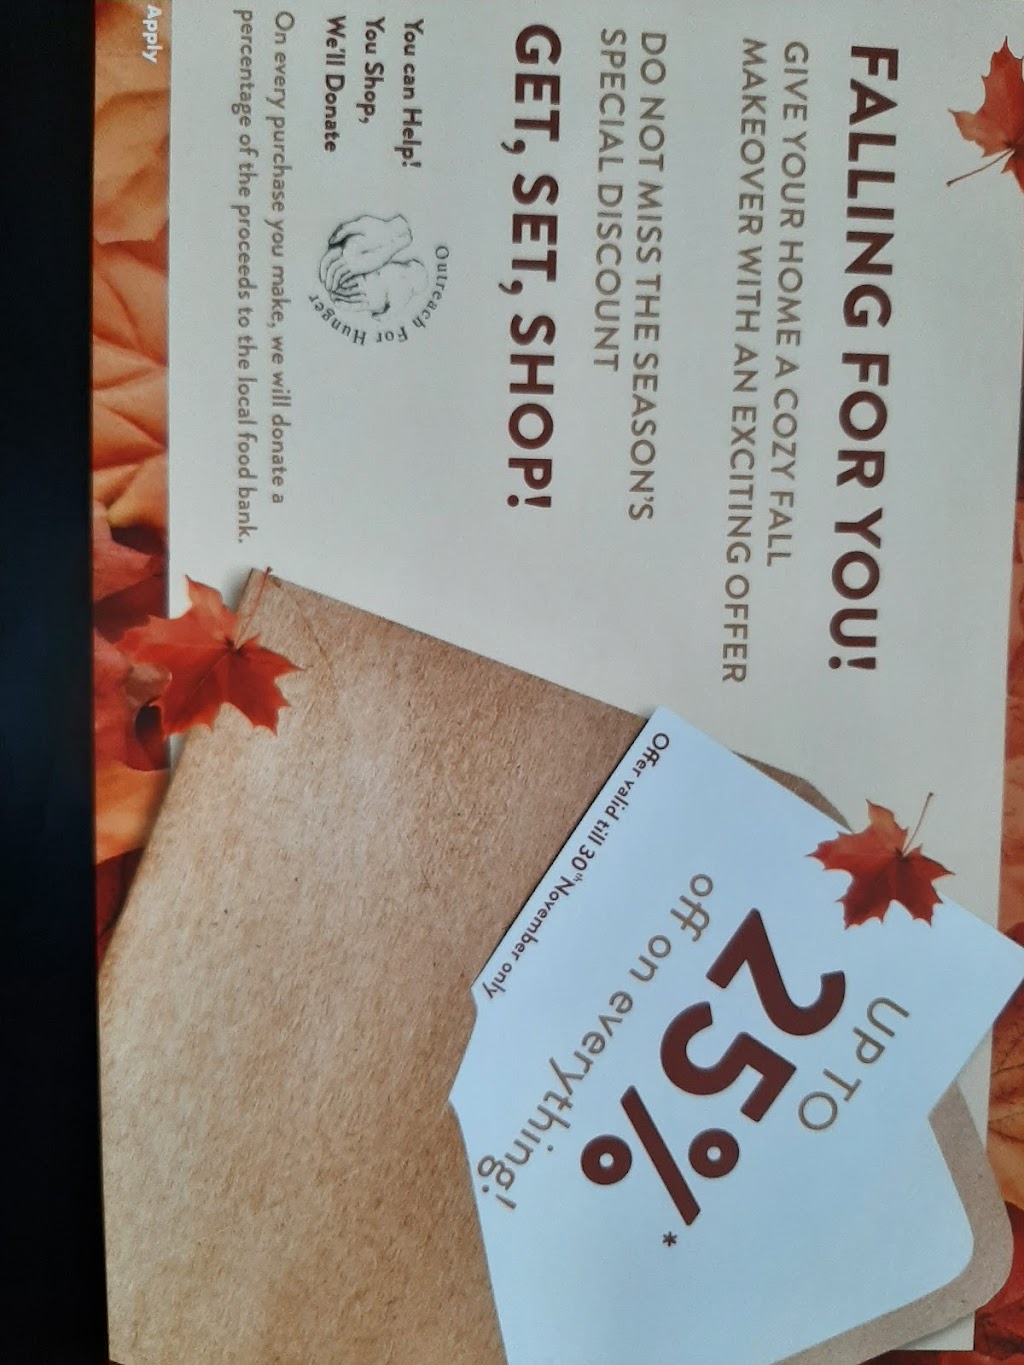 FALLING FOR YOU!
GIVE YOUR HOME A COZY FALL
MAKEOVER WITH AN EXCITING OFFER
DO NOT MISS THE SEASON'S
SPECIAL DISCOUNT
GET, SET, SHOP!
You can Help!
You Shop,
We'll Donate
Outreach For Hunger
On every purchase you make, we will donate a
percentage of the proceeds to the local food bank.
Apply
UP TO
25%*
off on everything!
Offer valid till 30th November only